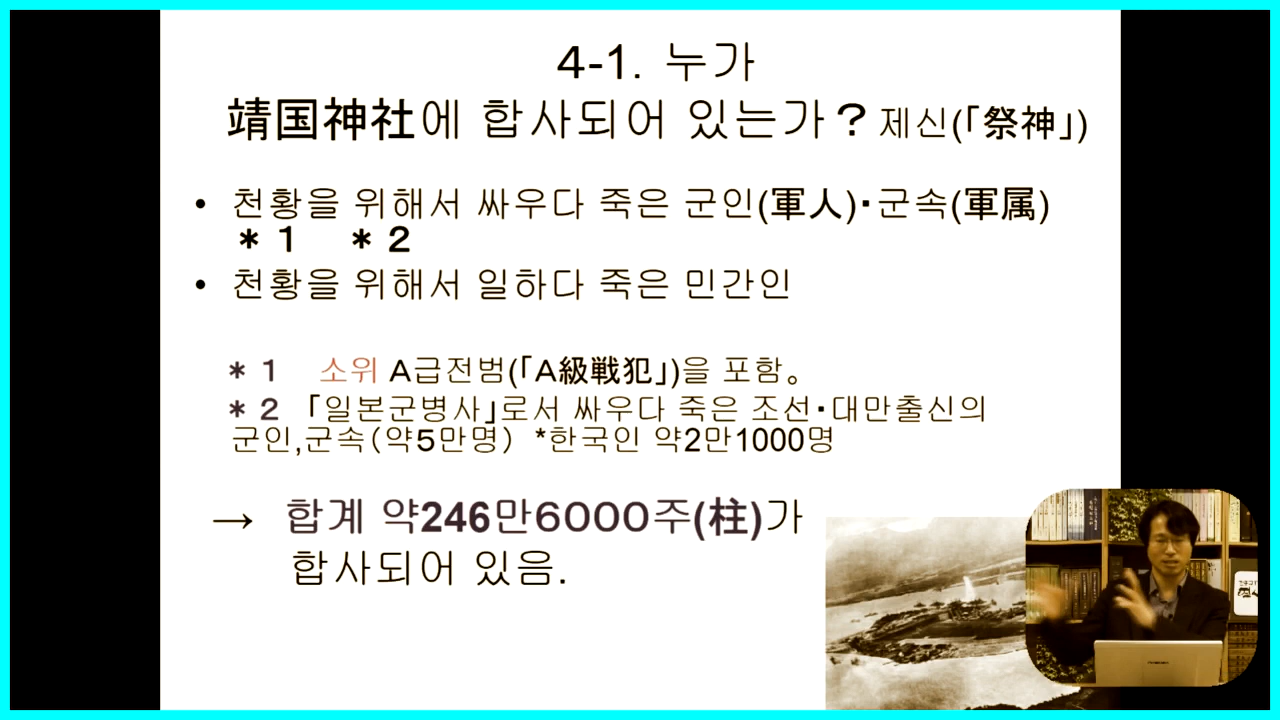 4-1. 누가
靖国神社에 합사되어 있는가？제신(｢祭神｣)
• 천황을 위해서 싸우다 죽은 군인(軍人)･군속(軍属)
＊１ ＊２
• 천황을 위해서 일하다 죽은 민간인
＊１ 소위 A급전범(｢A級戦犯｣)을 포함。
＊２ ｢일본군병사｣로서 싸우다 죽은 조선･대만출신의
군인,군속（약５만명） *한국인 약2만1000명
→ 합계 약246만６０００주(柱)가
합사되어 있음.